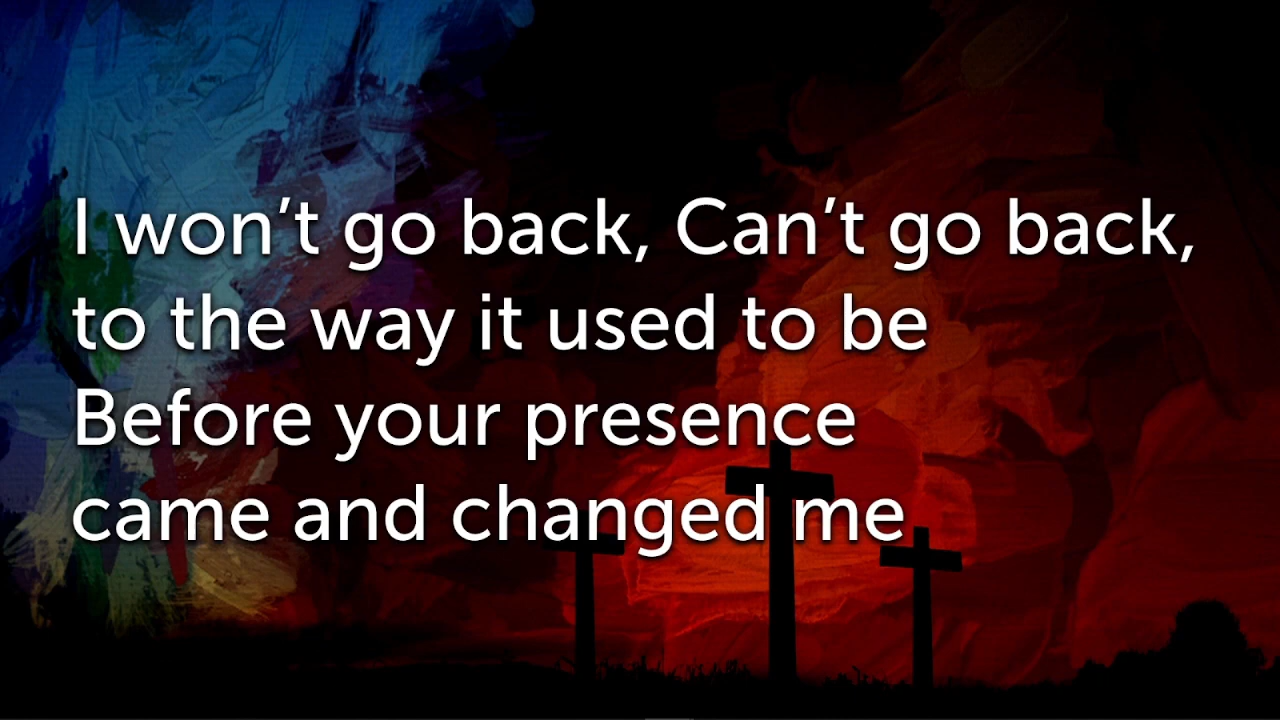 I won’t go back, Can’t go back,
to the way it used to be
Before your presence
came and changed me